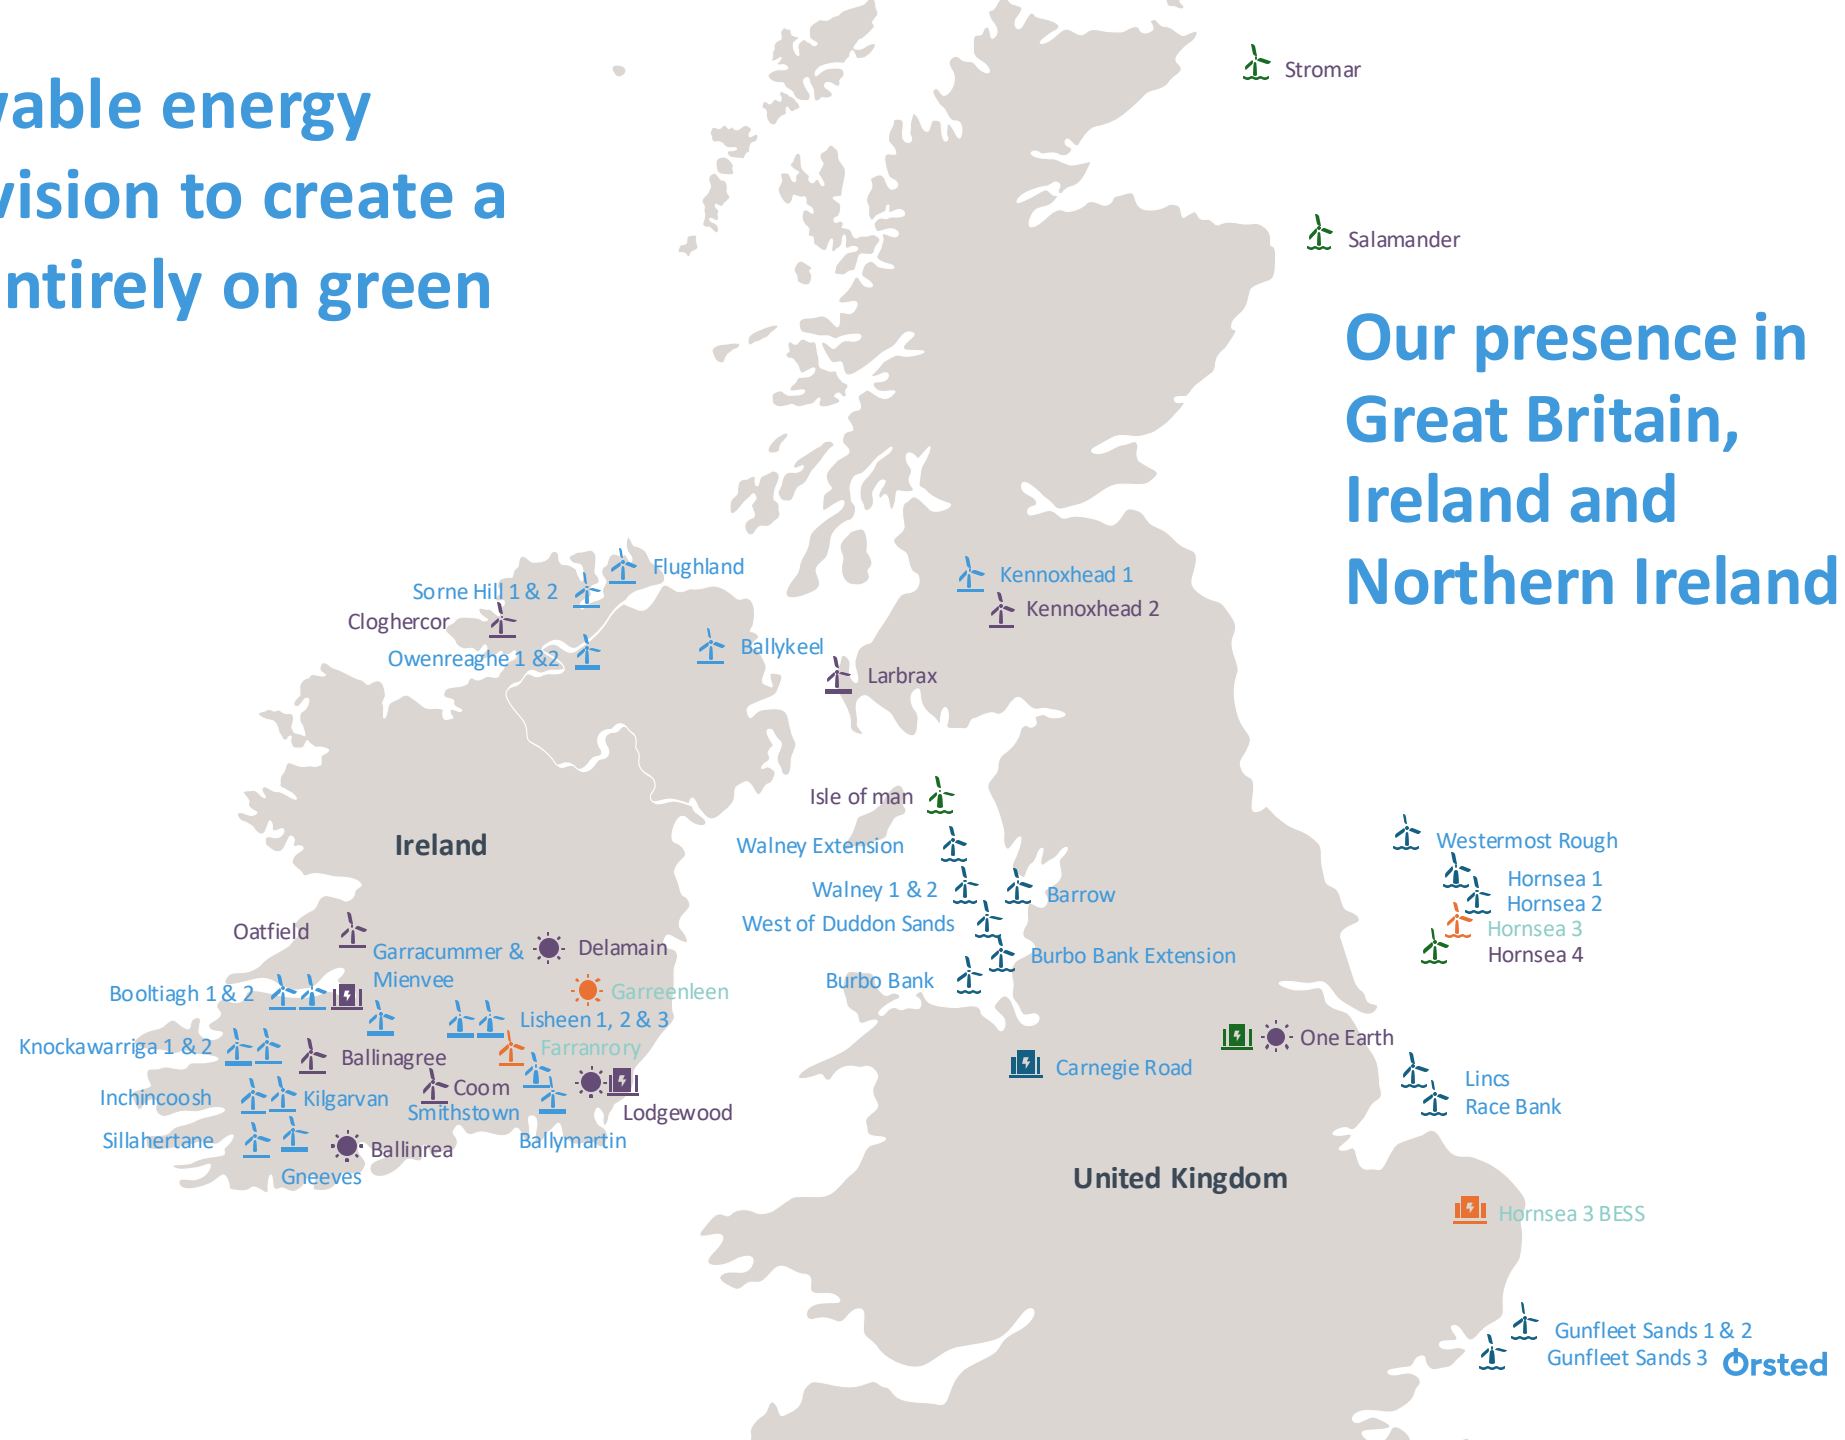 vable energy
vision to create a
ntirely on green
Stromar
Salamander
Our presence in
Great Britain,
Ireland and
Northern Ireland
Flughland
Sorne Hill 1 & 2
Cloghercor
Owenreaghe 1 &2
Ballykeel
Kennoxhead 1
Kennoxhead 2
Larbrax
Isle of man
Walney Extension
Walney 1 & 2
Barrow
West of Duddon Sands
Burbo Bank Extension
Burbo Bank
Westermost Rough
Hornsea 1
Hornsea 2
Hornsea 3
Hornsea 4
Ireland
Oatfield
Garracummer &
Mienvee
Delamain
Garreenleen
Booltiagh 1 & 2
Lisheen 1, 2 & 3
Knockawarriga 1 & 2
Ballinagree
Farranrory
Coom
Inchincoosh
Kilgarvan
Smithstown
Lodgewood
Sillahertane
Ballinrea
Ballymartin
Gneeves
One Earth
Carnegie Road
Lincs
Race Bank
United Kingdom
Hornsea 3 BESS
Gunfleet Sands 1 & 2
Gunfleet Sands 3
Ørsted